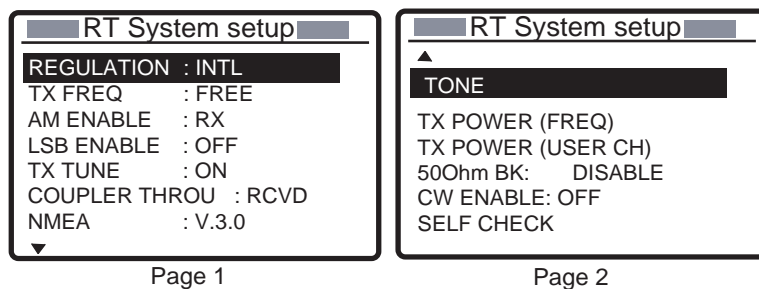 RT System setup
REGULATION : INTL
TX FREQ : FREE
AM ENABLE : RX
LSB ENABLE : OFF
TX TUNE : ON
COUPLER THROU : RCVD
NMEA : V.3.0
Page 1
RT System setup
TONE
TX POWER (FREQ)
TX POWER (USER CH)
50Ohm BK: DISABLE
CW ENABLE: OFF
SELF CHECK
Page 2